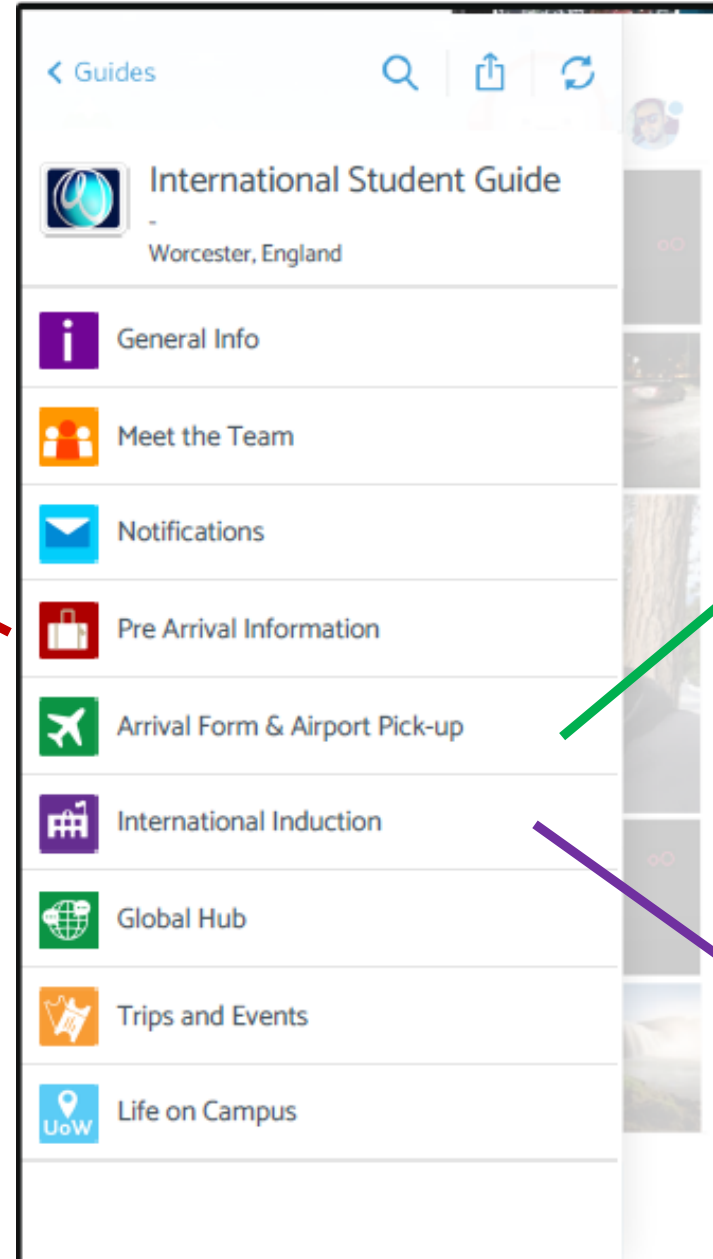 Guides
International Student Guide
-
Worcester, England
i
General Info
Meet the Team
Notifications
Pre Arrival Information
Arrival Form & Airport Pick-up
International Induction
Global Hub
Trips and Events
UoW
Life on Campus